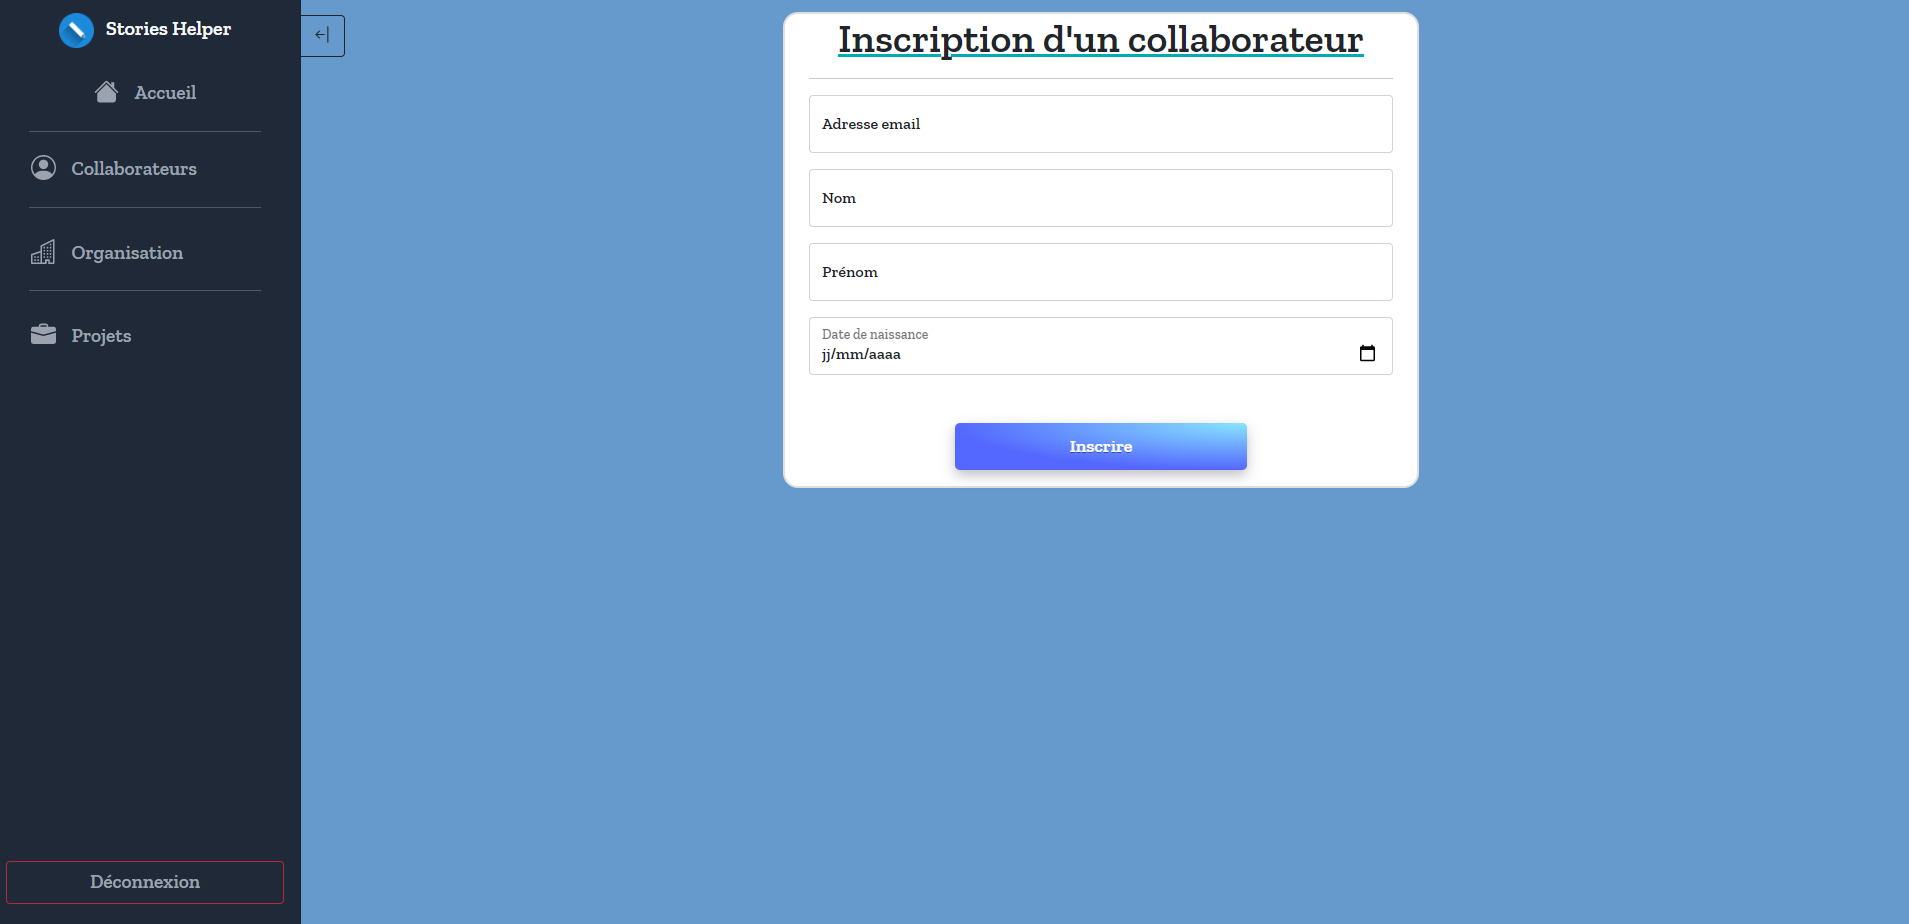 Stories Helper
Accueil
Collaborateurs
Organisation
Projets
Déconnexion
Inscription d'un collaborateur
Adresse email
Nom
Prénom
Date de naissance
jj/mm/aaaa
Inscrire